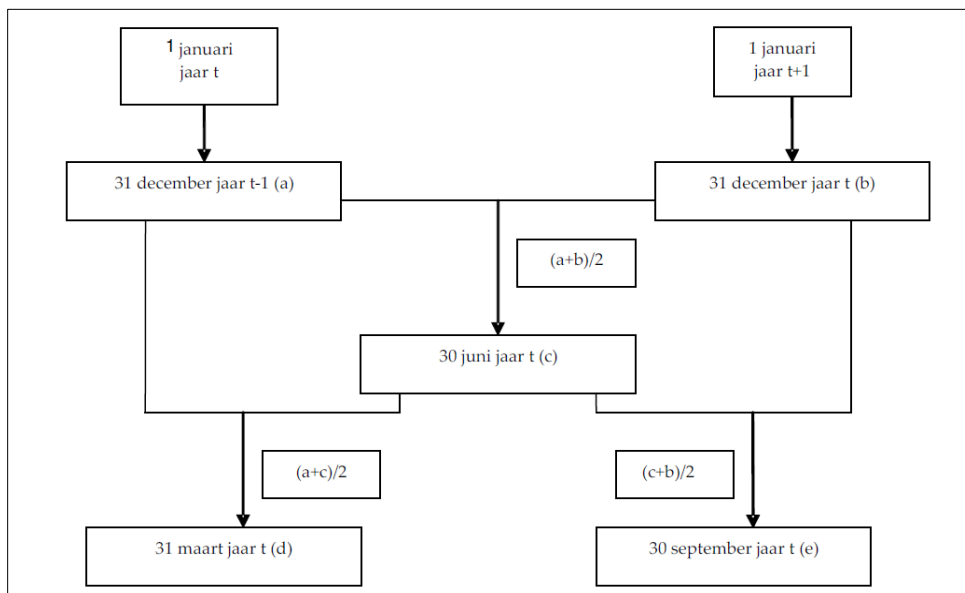 1 januari
jaar t
1 januari
jaar t+1
31 december jaar t-1 (a)
31 december jaar t (b)
(a+b)/2
30 juni jaar t (c)
(a+c)/2
(c+b)/2
31 maart jaar t (d)
30 september jaar t (e)